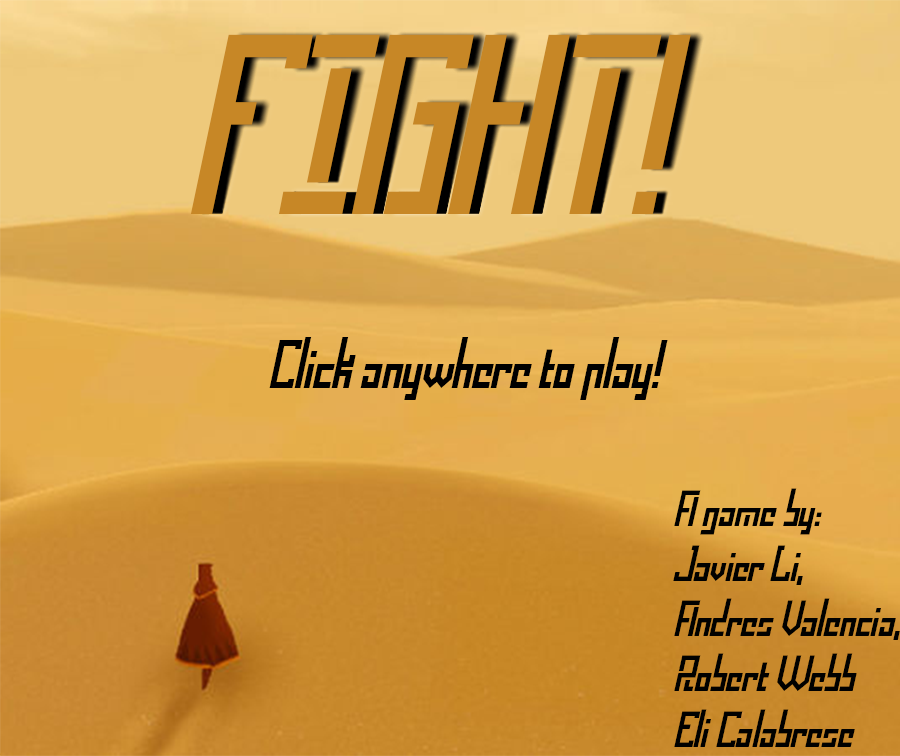 FIGHT!
Click anywhere to play!
A game by:
Javier Li,
Andres Valencia,
Robert Webb
Eli Calabrese